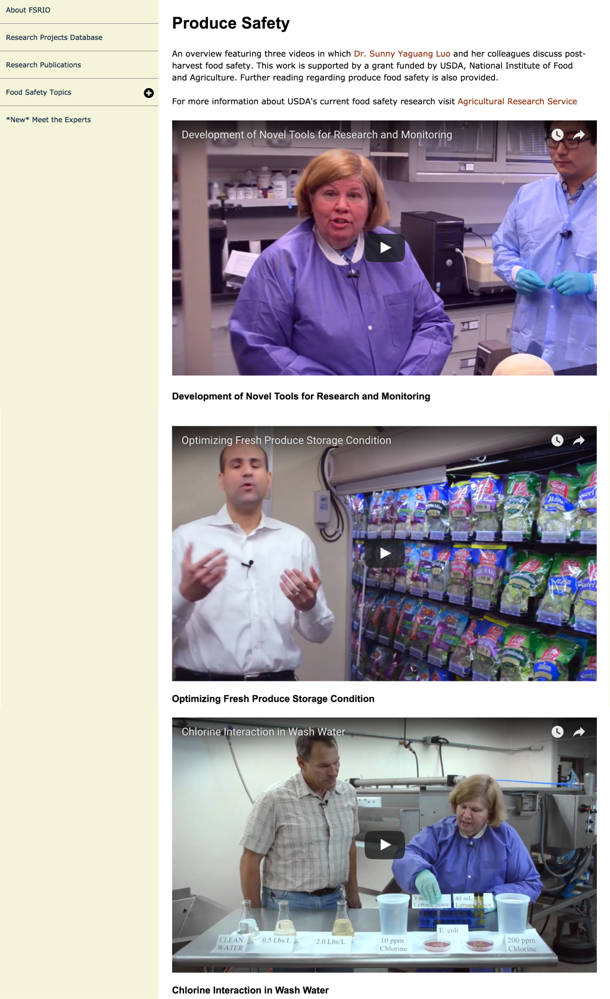 About FSRIO
Research Projects Database
Research Publications
Food Safety Topics
*New* Meet the Experts
Produce Safety
An overview featuring three videos in which Dr. Sunny Yaguang Luo and her colleagues discuss post-
harvest food safety. This work is supported by a grant funded by USDA, National Institute of Food
and Agriculture. Further reading regarding produce food safety is also provided.
For more information about USDA's current food safety research visit Agricultural Research Service
Development of Novel Tools for Research and Monitoring
Development of Novel Tools for Research and Monitoring
Optimizing Fresh Produce Storage Condition
Dole
Fresh
Italian
Optimizing Fresh Produce Storage Condition
Chlorine Interaction in Wash Water
3 mL
Lettuce Juice
40 mL
Lettuce Juice
E. coli
CLEAN
WATER
0.5 Lbs/L
2.0 Lbs/L
10 ppm
Chlorine
200 ppm
Chlorine
Chlorine Interaction in Wash Water